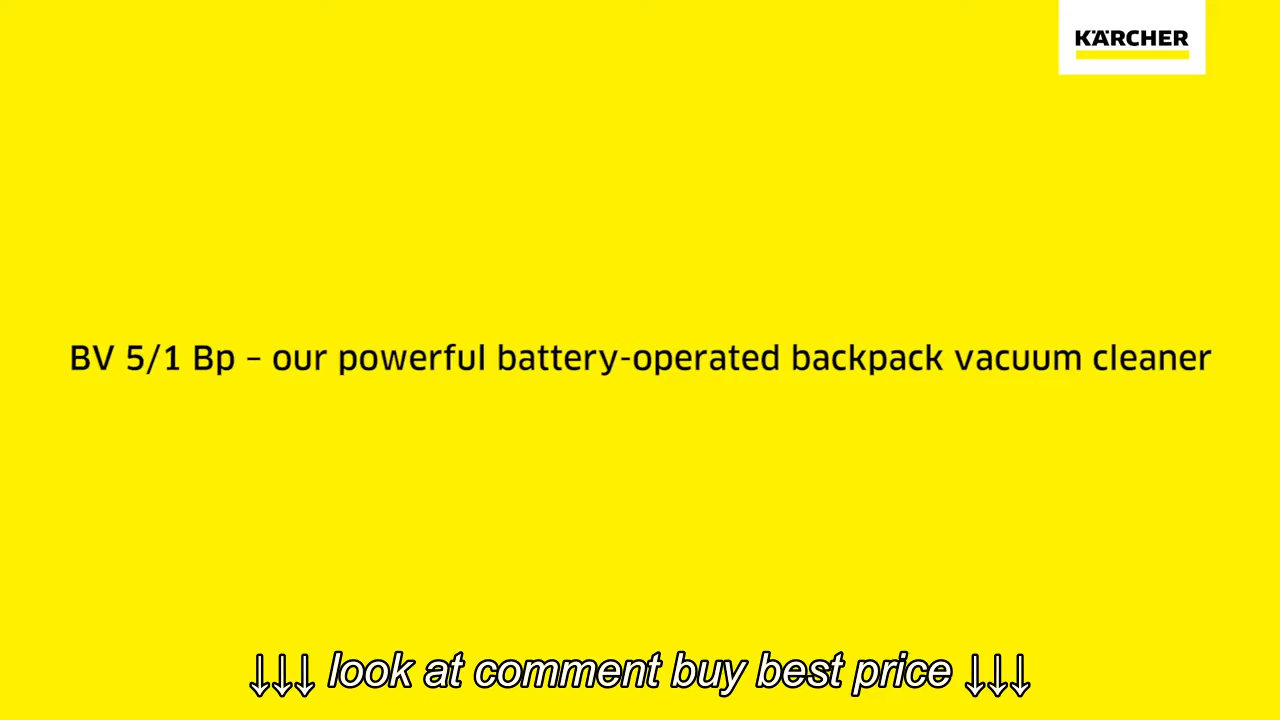 KÄRCHER
BV 5/1 Bp – our powerful battery-operated backpack vacuum cleaner
↓↓↓ look at comment buy best price ↓↓↓